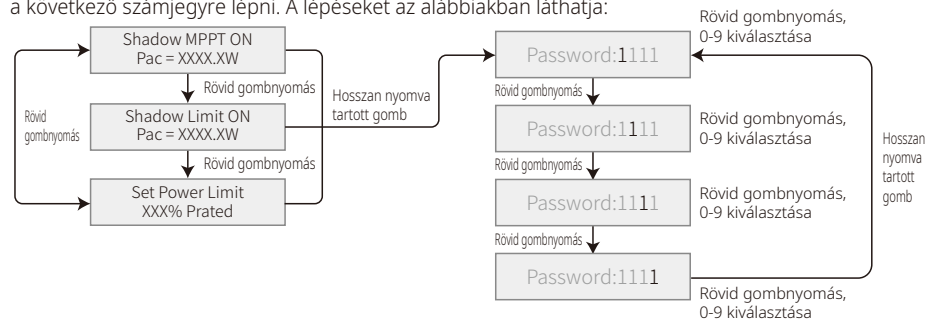 a következő számjegyre lépni. A lépéseket az alábbiakban láthatja:
Shadow MPPT ON
Pac = XXXX.XW
Rövid gombnyomás
Shadow Limit ON
Pac = XXXX.XW
Rövid gombnyomás
Set Power Limit
XXX% Prated
Rövid
gombnyomás
Hosszan nyomva
tartott gomb
Password:1111
Rövid gombnyomás,
0-9 kiválasztása
Rövid gombnyomás
Password:1111
Rövid gombnyomás,
0-9 kiválasztása
Rövid gombnyomás
Password:1111
Rövid gombnyomás,
0-9 kiválasztása
Rövid gombnyomás
Password:1111
Rövid gombnyomás,
0-9 kiválasztása
Hosszan
nyomva
tartott
gomb